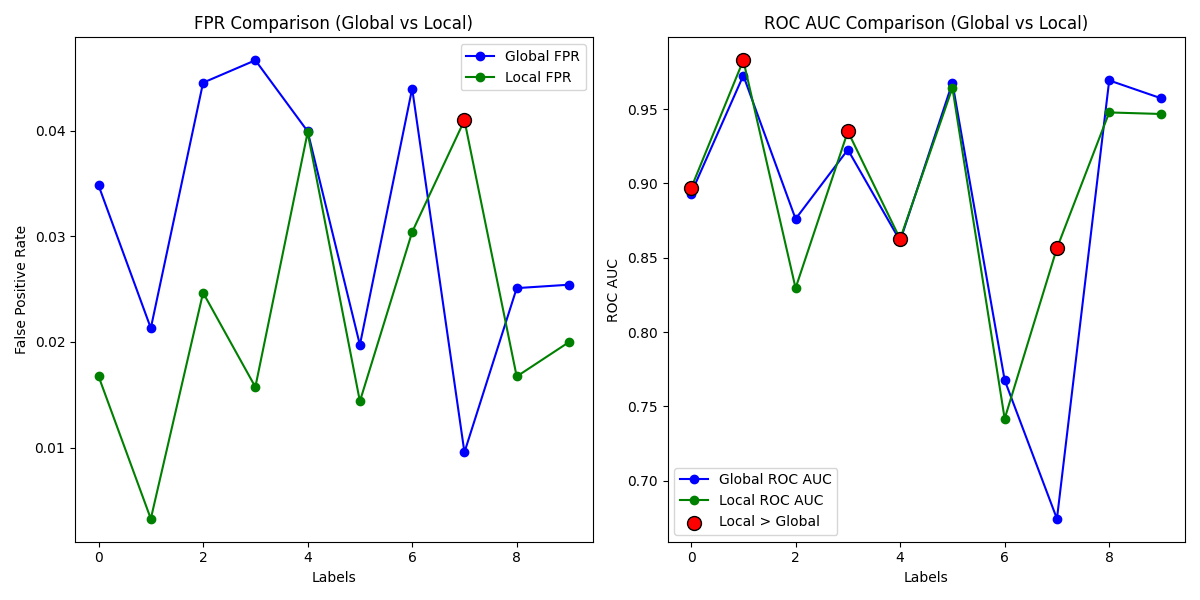 FPR Comparison (Global vs Local)
Global FPR
Local FPR
False Positive Rate
0.04
0.03
0.02
0.01
0 2 4 6 8
Labels
ROC AUC Comparison (Global vs Local)
ROC AUC
0.95
0.90
0.85
0.80
0.75
0.70
Global ROC AUC
Local ROC AUC
Local > Global
0 2 4 6 8
Labels